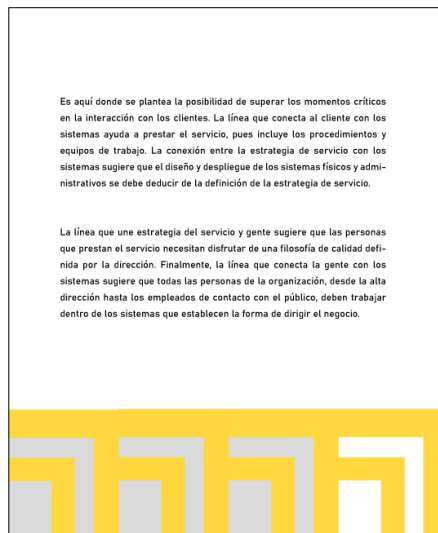 Es aquí donde se plantea la posibilidad de superar los momentos críticos
en la interacción con los clientes. La línea que conecta al cliente con los
sistemas ayuda a prestar el servicio, pues incluye los procedimientos y
equipos de trabajo. La conexión entre la estrategia de servicio con los
sistemas sugiere que el diseño y despliegue de los sistemas físicos y admi-
nistrativos se debe deducir de la definición de la estrategia de servicio.
La línea que une estrategia del servicio y gente sugiere que las personas
que prestan el servicio necesitan disfrutar de una filosofía de calidad defi-
nida por la dirección. Finalmente, la línea que conecta la gente con los
sistemas sugiere que todas las personas de la organización, desde la alta
dirección hasta los empleados de contacto con el público, deben trabajar
dentro de los sistemas que establecen la forma de dirigir el negocio.